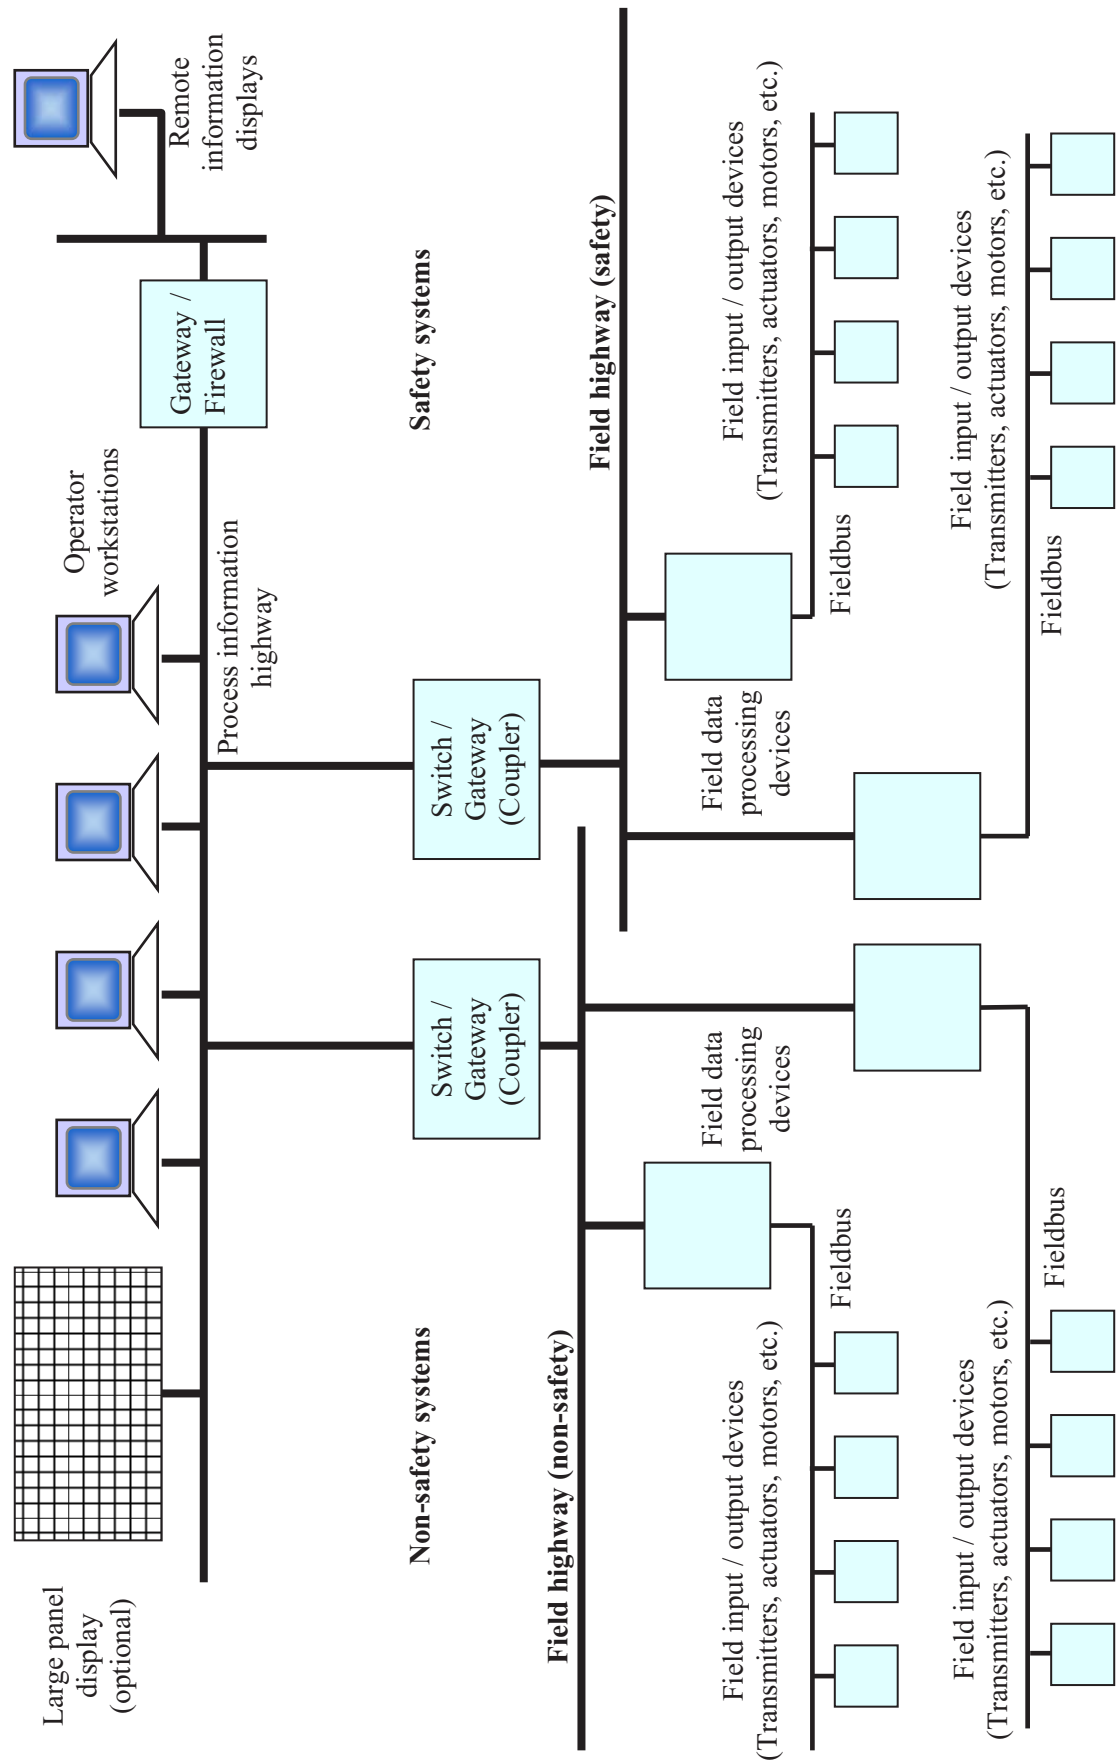 Large panel
display
(optional)
Operator
workstations
Remote
information
displays
Process information
highway
Gateway /
Firewall
Non-safety systems
Safety systems
Switch /
Gateway
(Coupler)
Switch /
Gateway
(Coupler)
Field highway (non-safety)
Field highway (safety)
Field input / output devices
(Transmitters, actuators, motors, etc.)
Fieldbus
Field data
processing
devices
Field data
processing
devices
Fieldbus
Field input / output devices
(Transmitters, actuators, motors, etc.)
Field input / output devices
(Transmitters, actuators, motors, etc.)
Fieldbus
Fieldbus
Field input / output devices
(Transmitters, actuators, motors, etc.)